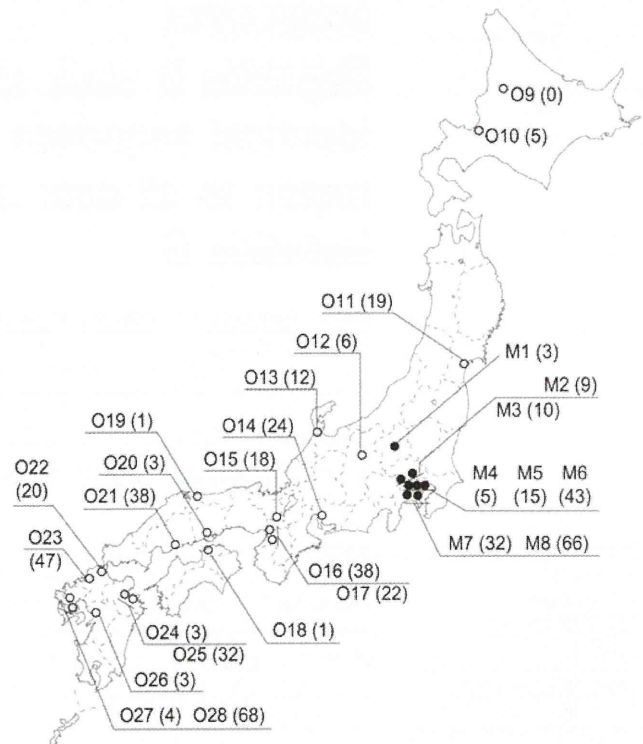 O9 (0)
O10 (5)
O11 (19)
O12 (6)
M1 (3)
O13 (12)
M2 (9)
M3 (10)
O19 (1)
O14 (24)
O20 (3)
O15 (18)
O22
(20)
O21 (38)
M4 M5 M6
(5) (15) (43)
O23
(47)
M7 (32) M8 (66)
O16 (38)
O17 (22)
O24 (3)
O18 (1)
O25 (32)
O26 (3)
O27 (4) O28 (68)